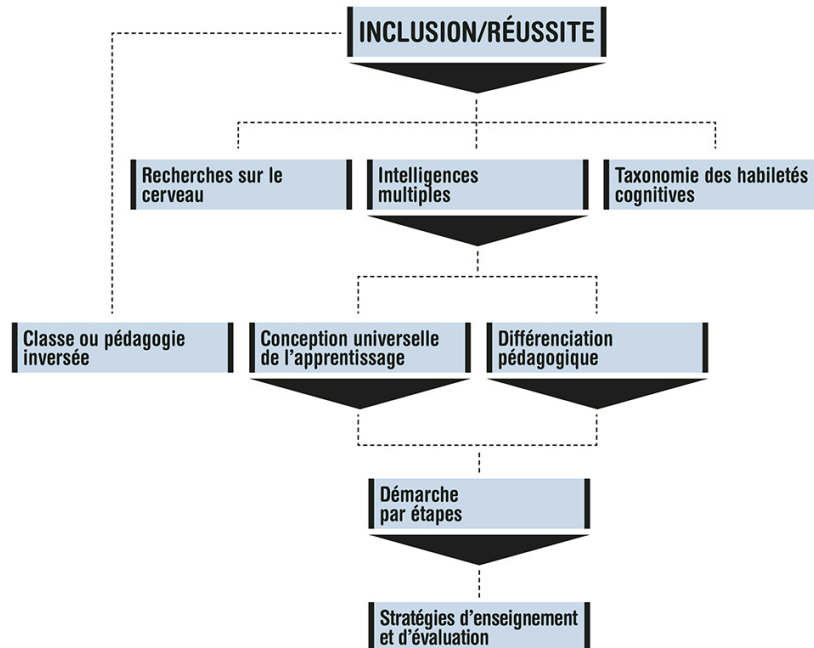 INCLUSION/RÉUSSITE
Recherches sur le
cerveau
Intelligences
multiples
Taxonomie des habiletés
cognitives
Classe ou pédagogie
inversée
Conception universelle
de l'apprentissage
Différenciation
pédagogique
Démarche
par étapes
Stratégies d'enseignement
et d'évaluation